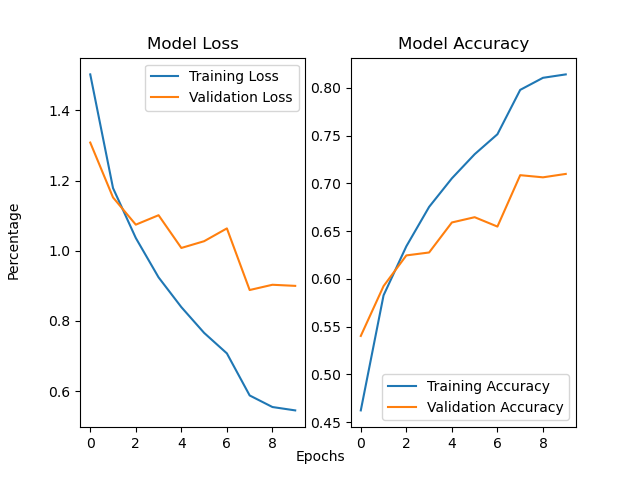 Model Loss
Training Loss
Validation Loss
1.4
1.2
1.0
0.8
0.6
0 2 4 6 8
Percentage
Model Accuracy
0.80
0.75
0.70
0.65
0.60
0.55
0.50
0.45
Training Accuracy
Validation Accuracy
0 2 4 6 8
Epochs